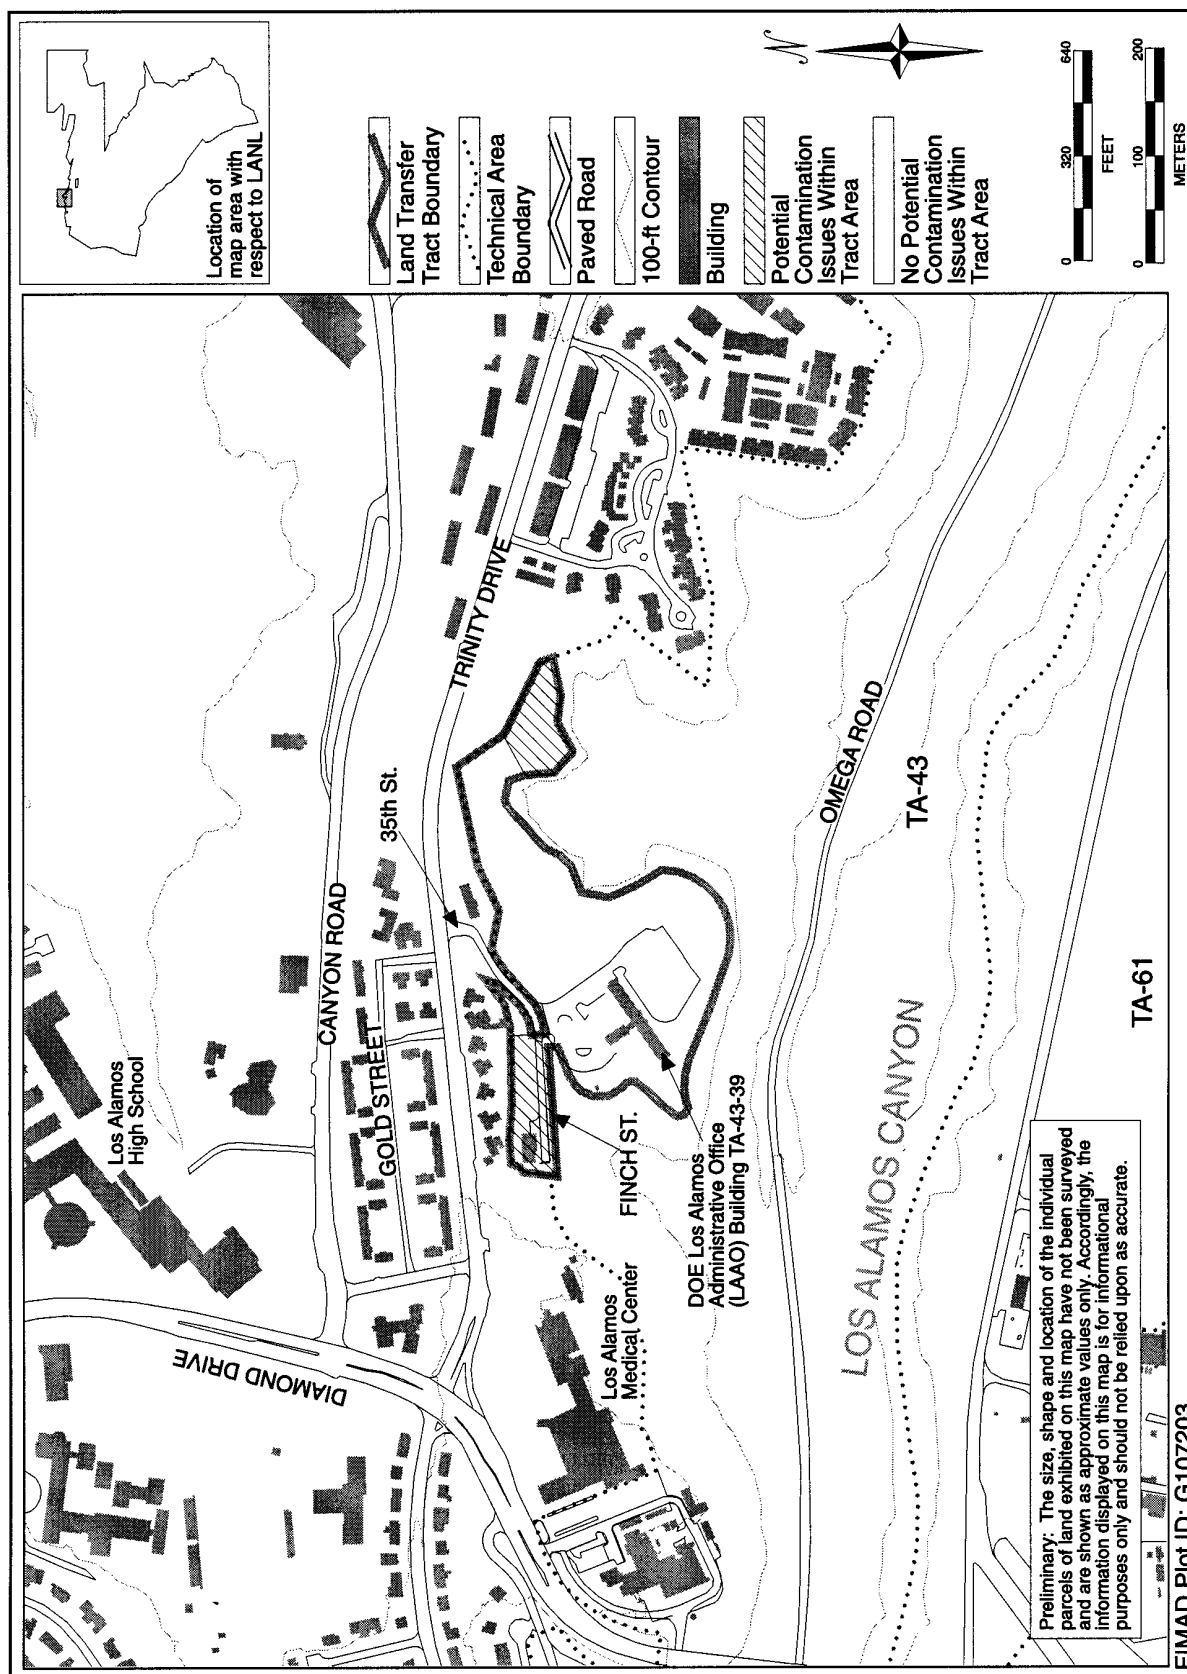 Location of
map area with
respect to LANL
Land Transfer
Tract Boundary
Technical Area
Boundary
Paved Road
100-ft Contour
Building
Potential
Contamination
Issues Within
Tract Area
No Potential
Contamination
Issues Within
Tract Area
N
0 320 640
FEET
0 100 200
METERS
Los Alamos
High School
CANYON ROAD
GOLD STREET
DIAMOND DRIVE
TRINITY DRIVE
35th St.
FINCH ST.
Los Alamos
Medical Center
DOE Los Alamos
Administrative Office
(LAAO) Building TA-43-39
OMEGA ROAD
TA-43
LOS ALAMOS CANYON
TA-61
Preliminary: The size, shape and location of the individual
parcels of land exhibited on this map have not been surveyed
and are shown as approximate values only. Accordingly, the
information displayed on this map is for informational
purposes only and should not be relied upon as accurate.
FIMAD Plot ID: G107203